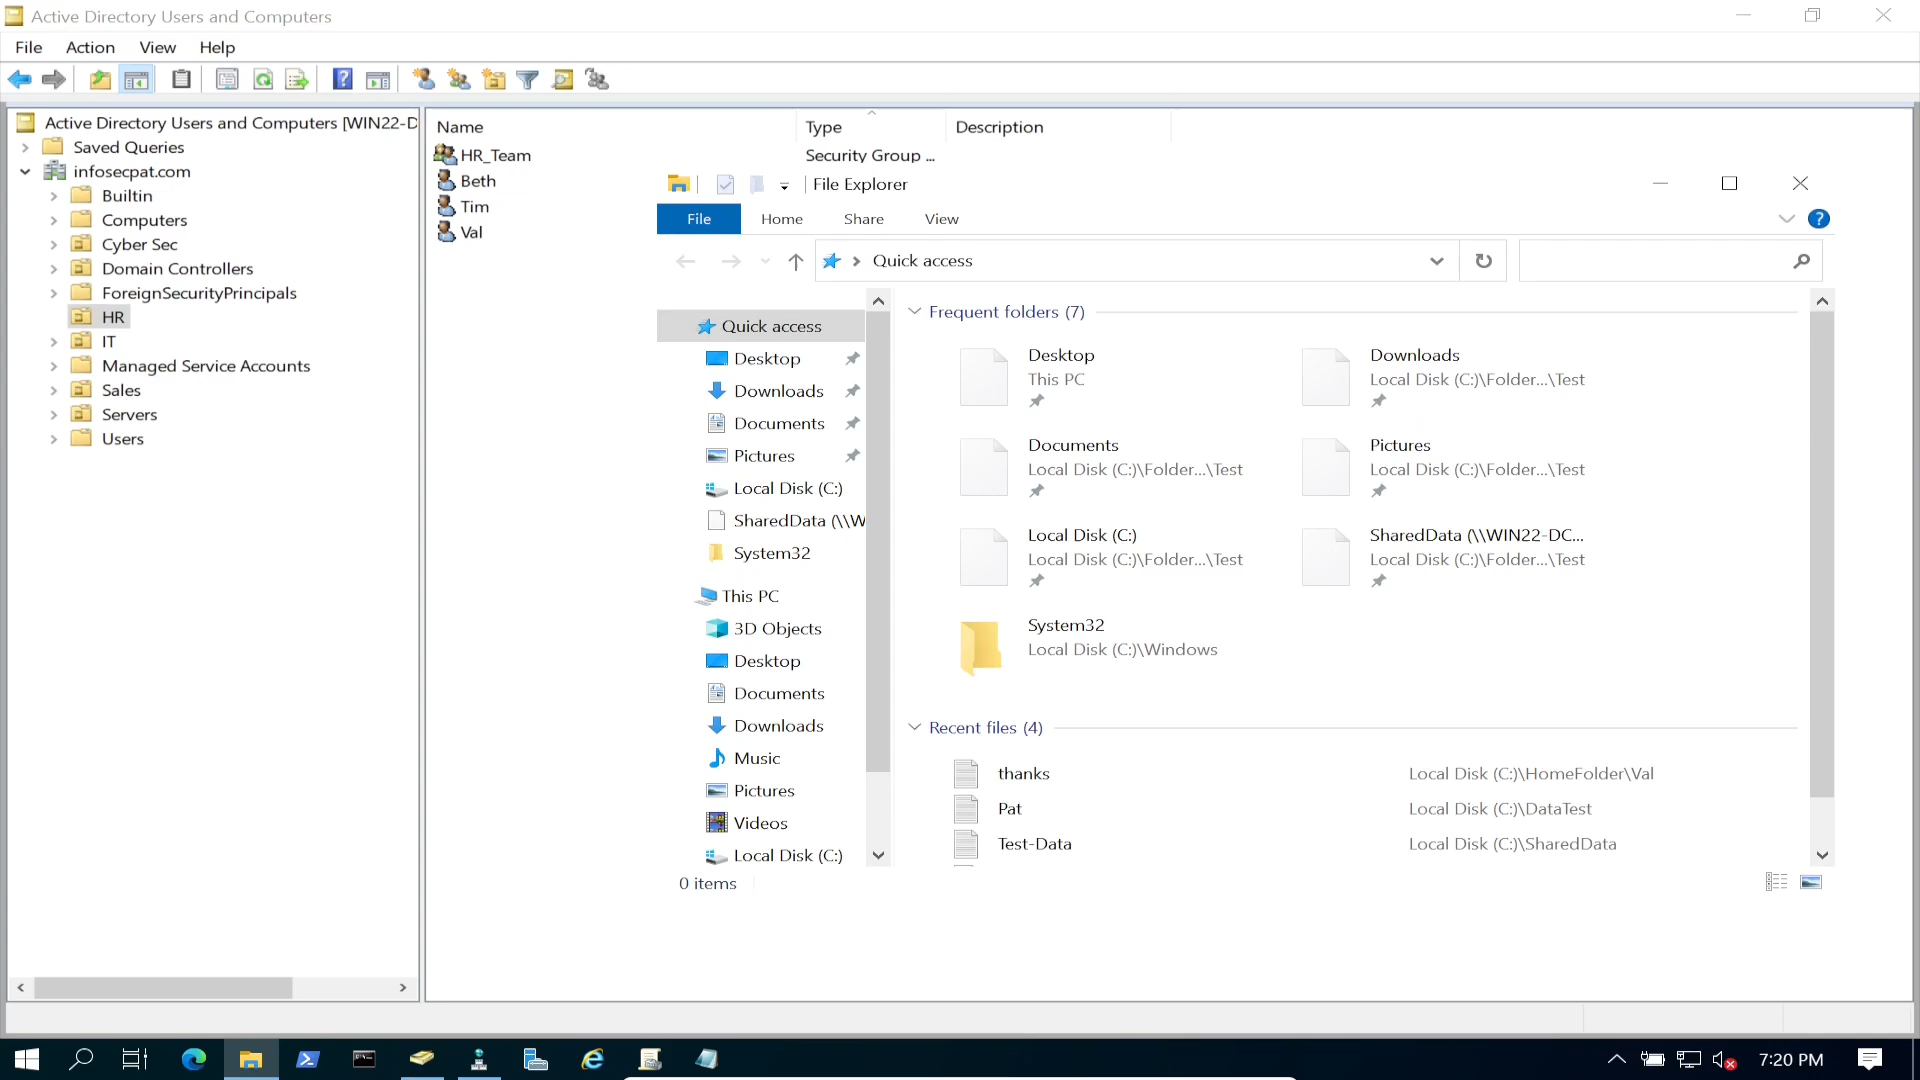 Active Directory Users and Computers
File Action View Help
Active Directory Users and Computers [WIN22-D
Saved Queries
infosecpat.com
Builtin
Computers
Cyber Sec
Domain Controllers
ForeignSecurityPrincipals
HR
IT
Managed Service Accounts
Sales
Servers
Users
Name Type Description
HR_Team Security Group ...
Beth
Tim
Val
File Explorer
File Home Share View
Quick access
Quick access
Desktop
Downloads
Documents
Pictures
Local Disk (C:)
SharedData (\\W
System32
This PC
3D Objects
Desktop
Documents
Downloads
Music
Pictures
Videos
Local Disk (C:)
Frequent folders (7)
Desktop
This PC
Downloads
Local Disk (C:)\Folder...\Test
Documents
Local Disk (C:)\Folder...\Test
Pictures
Local Disk (C:)\Folder...\Test
Local Disk (C:)
Local Disk (C:)\Folder...\Test
SharedData (\\WIN22-DC...
Local Disk (C:)\Folder...\Test
System32
Local Disk (C:)\Windows
Recent files (4)
thanks Local Disk (C:)\HomeFolder\Val
Pat Local Disk (C:)\DataTest
Test-Data Local Disk (C:)\SharedData
0 items
7:20 PM